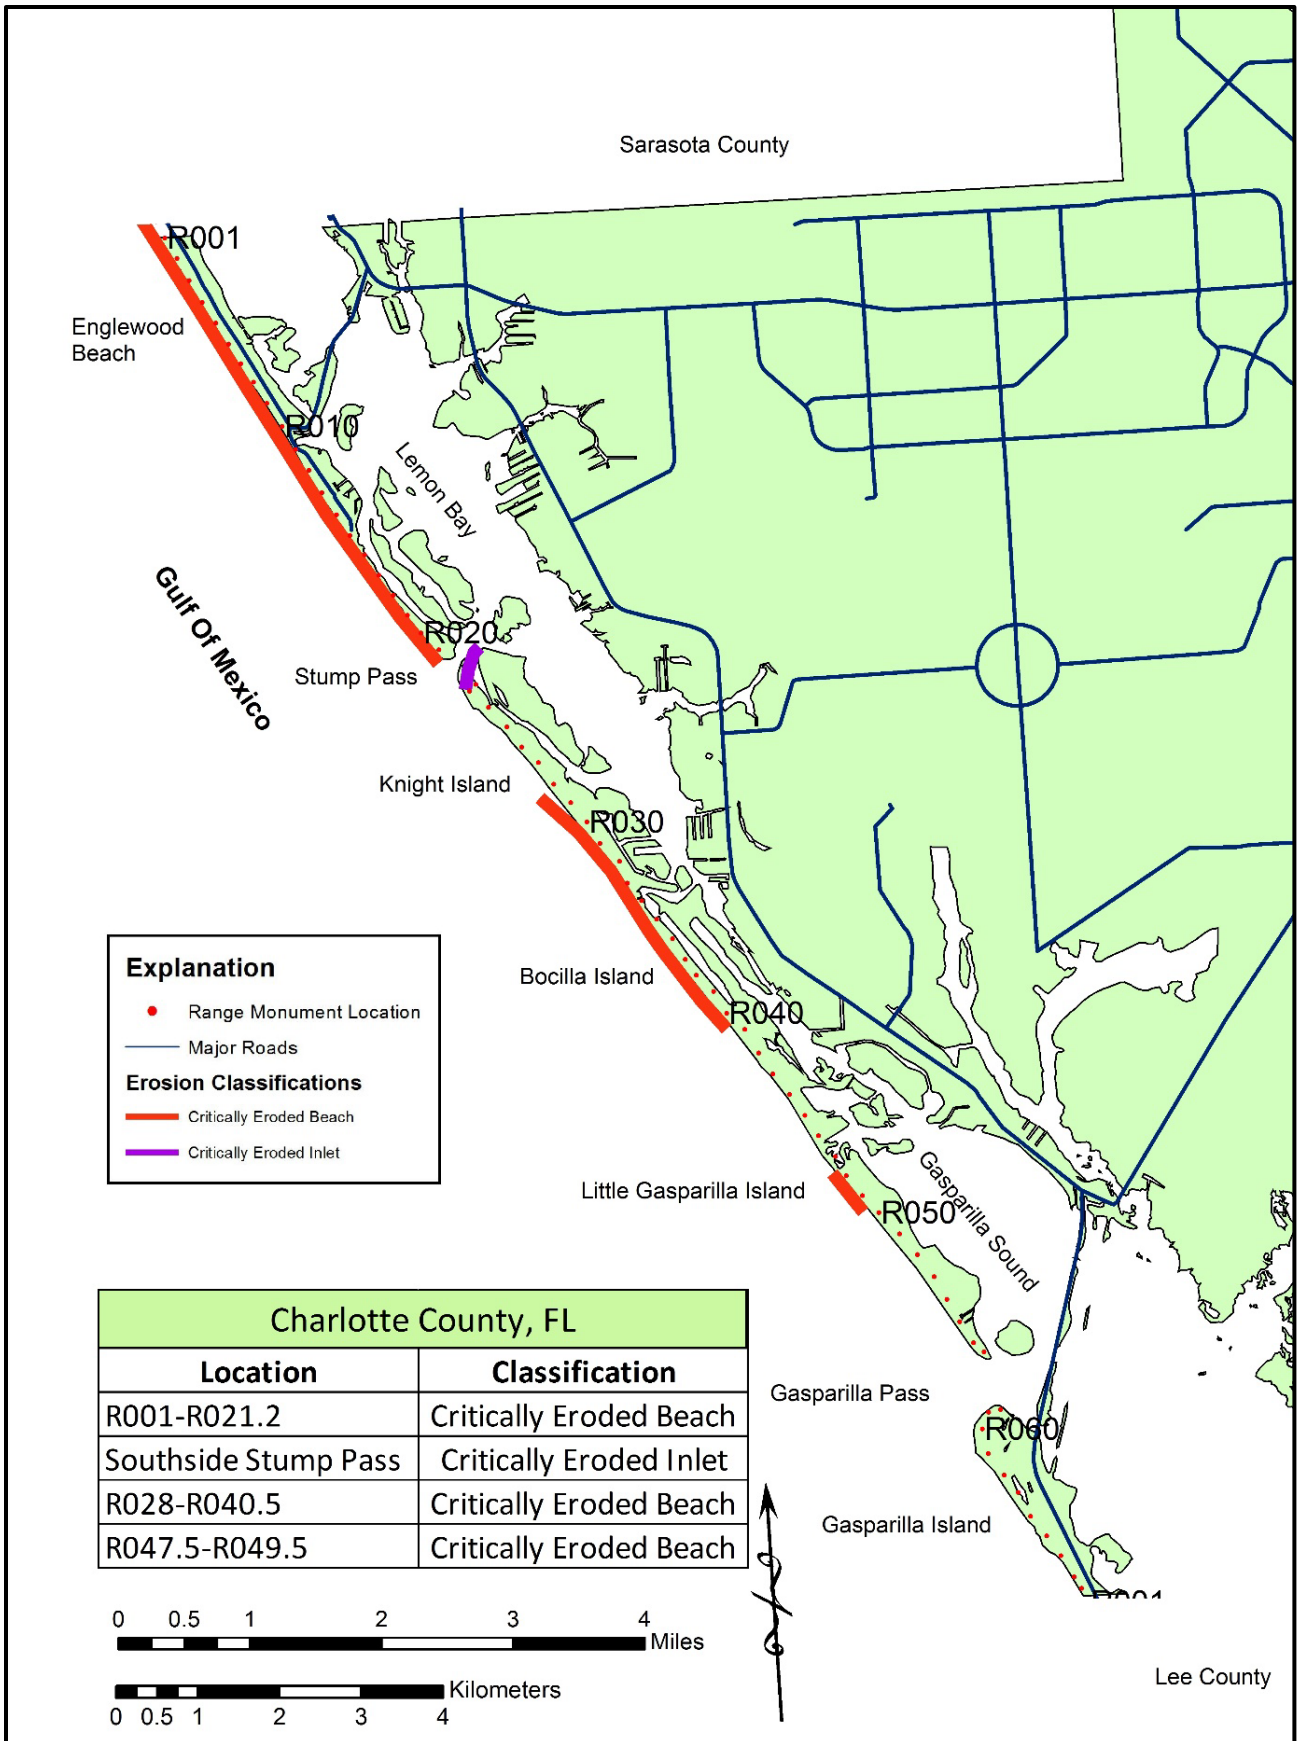 Sarasota County
R001
Englewood
Beach
R010
Lemon Bay
Gulf Of Mexico
R020
Stump Pass
Knight Island
R030
Bocilla Island
R040
Explanation
Range Monument Location
Major Roads
Erosion Classifications
Critically Eroded Beach
Critically Eroded Inlet
Little Gasparilla Island
Gasparilla Sound
R050
Charlotte County, FL
Location Classification
R001-R021.2 Critically Eroded Beach
Southside Stump Pass Critically Eroded Inlet
R028-R040.5 Critically Eroded Beach
R047.5-R049.5 Critically Eroded Beach
Gasparilla Pass
R060
Gasparilla Island
R001
0 0.5 1 2 3 4
Miles
Kilometers
0 0.5 1 2 3 4
Lee County